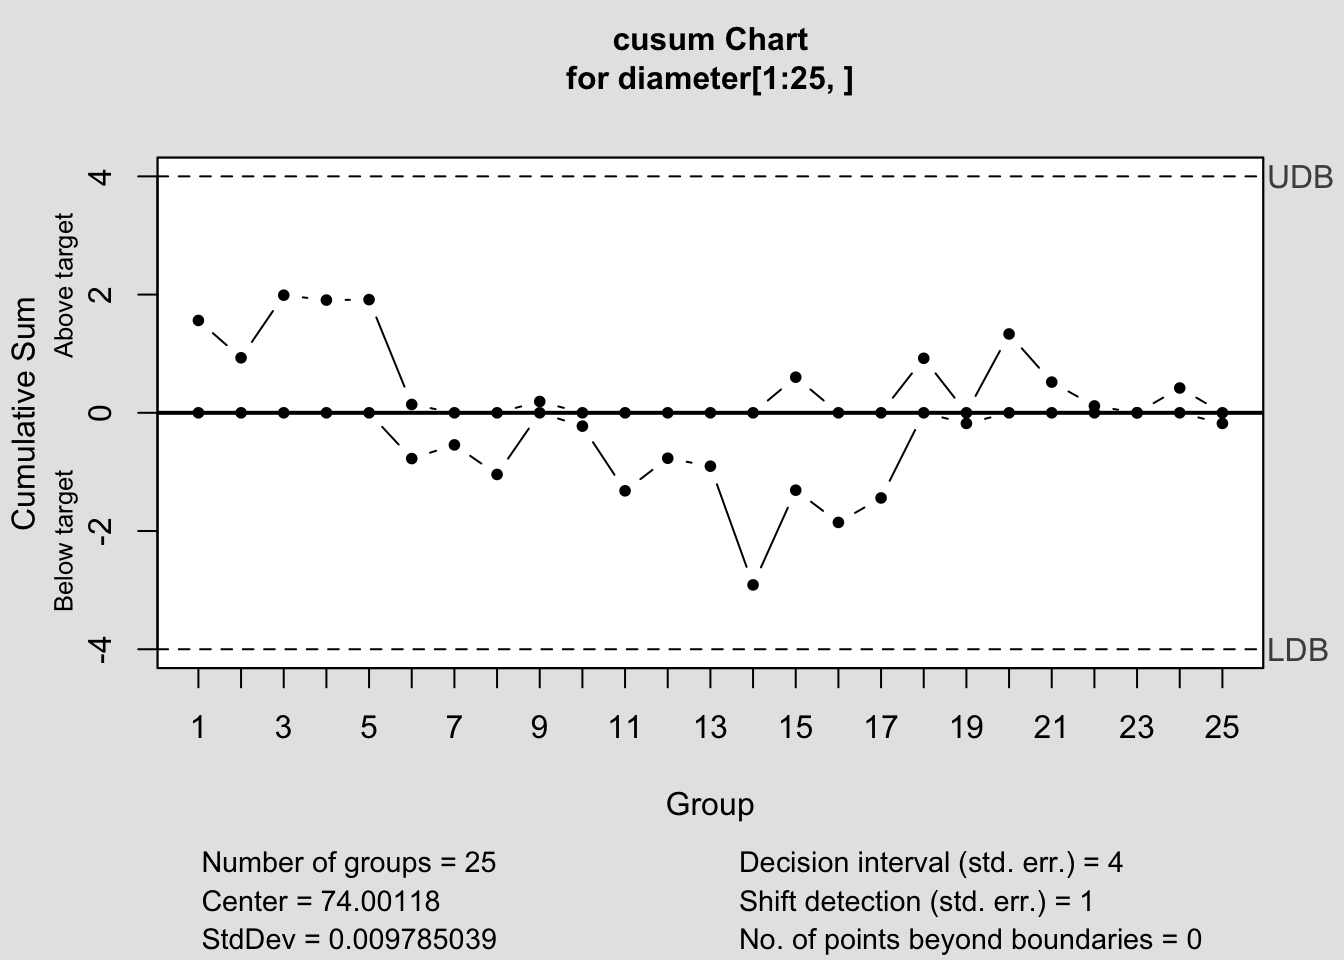 cusum Chart
for diameter[1:25, ]
Cumulative Sum
Above target
Below target
4
2
0
-2
-4
UDB
LDB
1 3 5 7 9 11 13 15 17 19 21 23 25
Group
Number of groups = 25
Center = 74.00118
StdDev = 0.009785039
Decision interval (std. err.) = 4
Shift detection (std. err.) = 1
No. of points beyond boundaries = 0